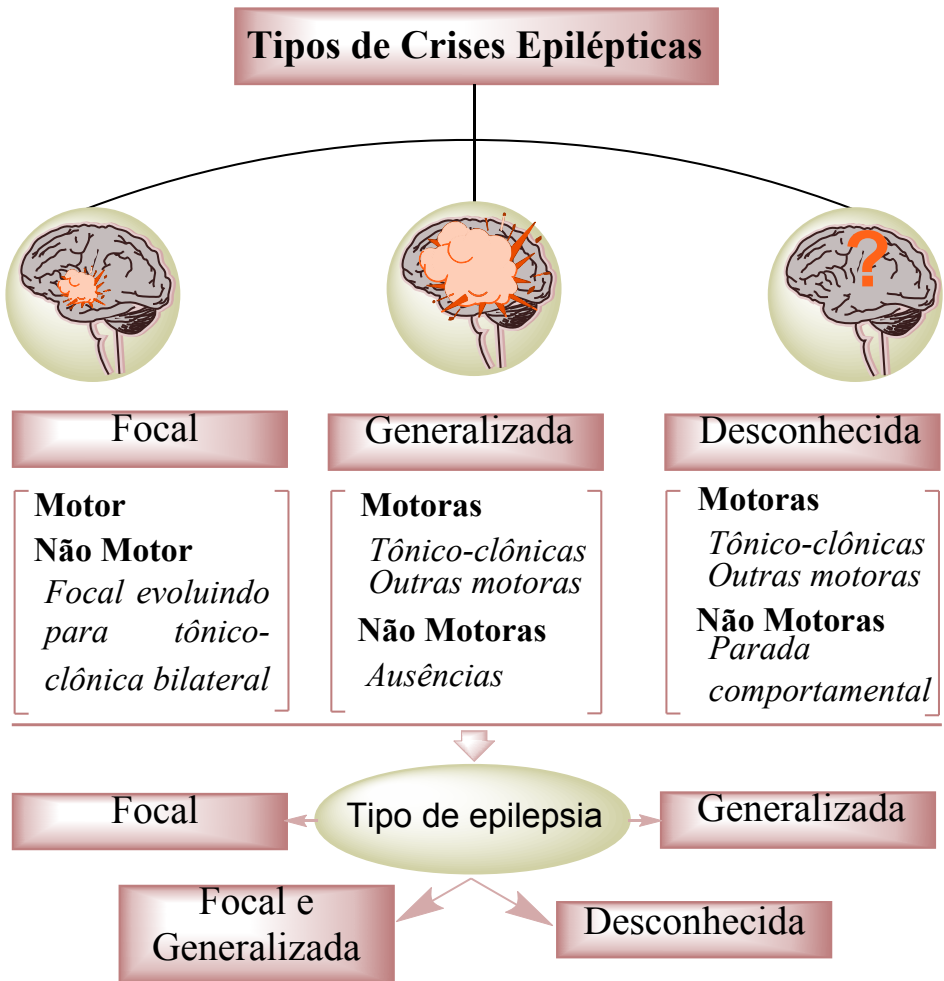 Tipos de Crises Epilépticas
?
Focal
Motor
Não Motor
Focal evoluindo
para tônico-
clônica bilateral
Generalizada
Motoras
Tônico-clônicas
Outras motoras
Não Motoras
Ausências
Desconhecida
Motoras
Tônico-clônicas
Outras motoras
Não Motoras
Parada
comportamental
Tipo de epilepsia
Focal
Generalizada
Focal e
Generalizada
Desconhecida